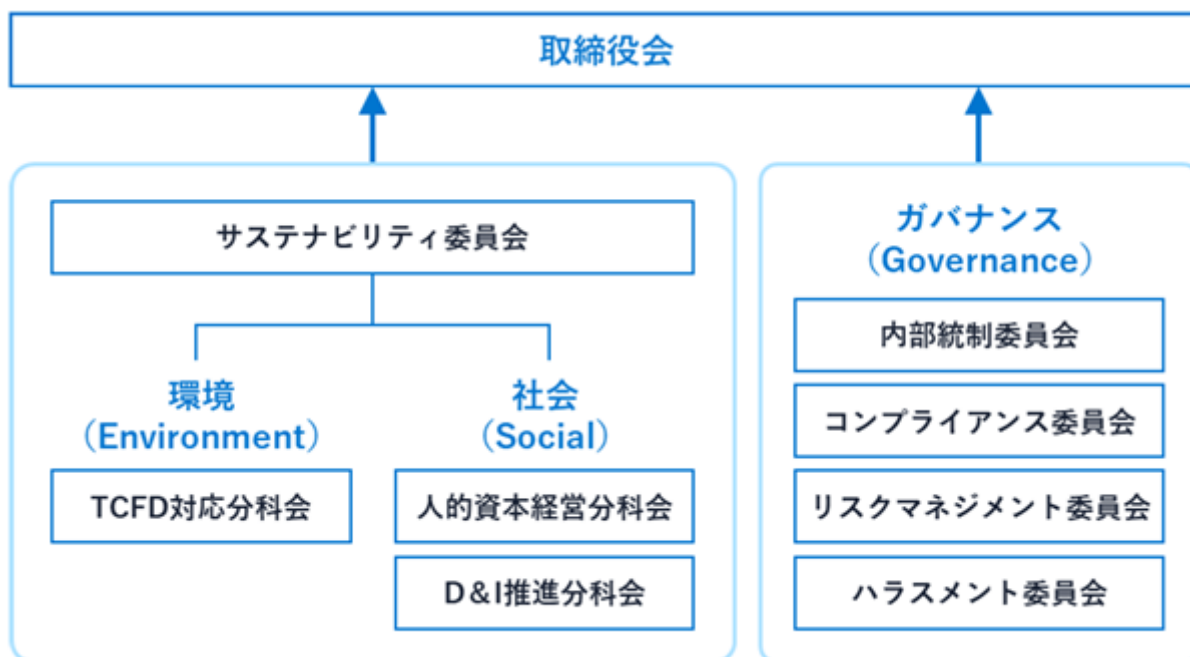 取締役会
サステナビリティ委員会
環境
（Environment）
TCFD対応分科会
社会
（Social）
人的資本経営分科会
D&I推進分科会
ガバナンス
（Governance）
内部統制委員会
コンプライアンス委員会
リスクマネジメント委員会
ハラスメント委員会